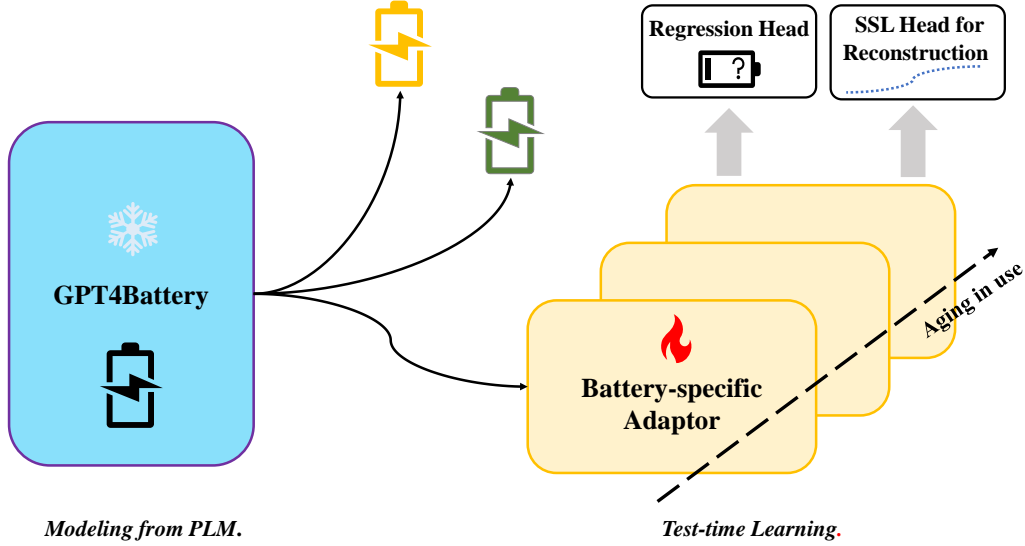 Regression Head
?
SSL Head for
Reconstruction
GPT4Battery
Battery-specific
Adaptor
Aging in use
Modeling from PLM.
Test-time Learning.